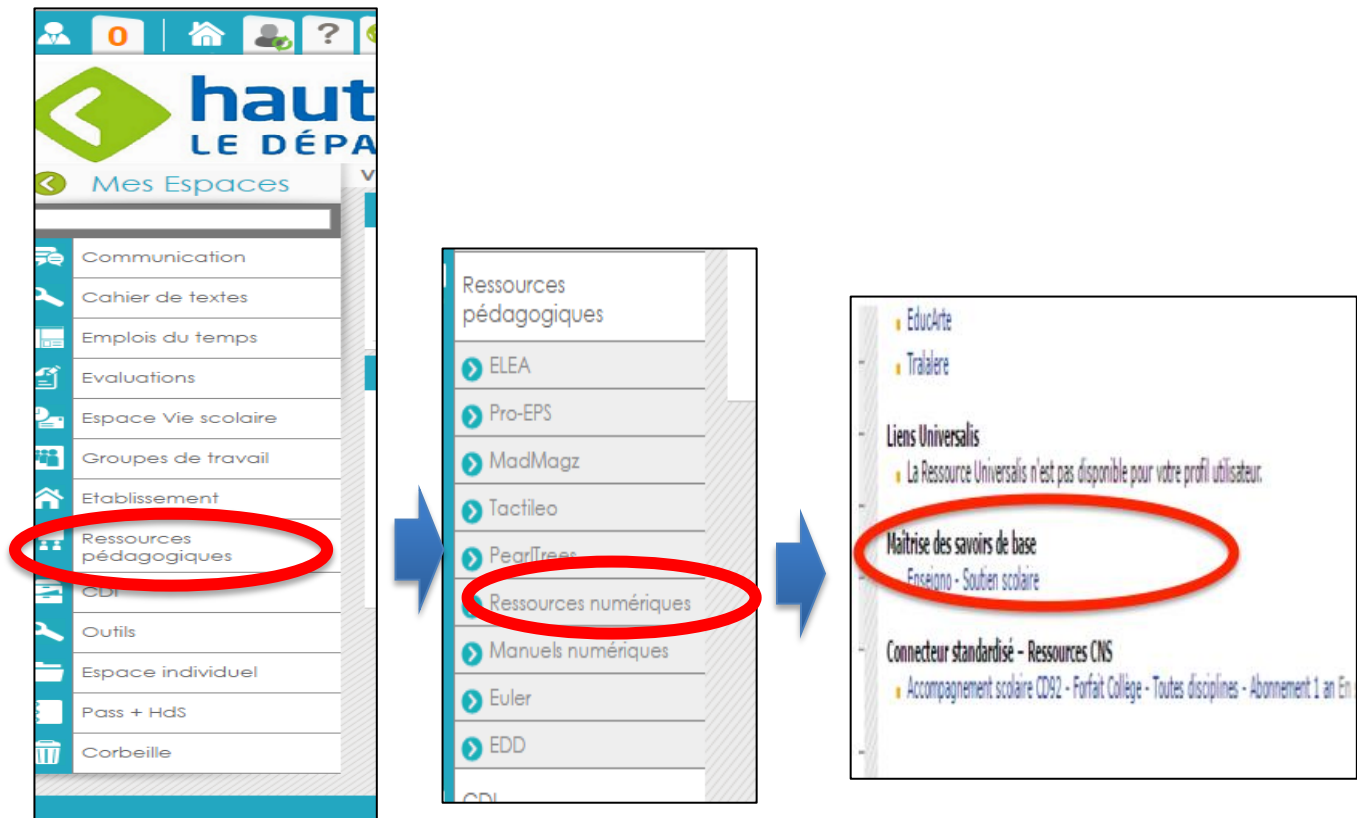 0
?
haut
LE DÉPA
Mes Espaces
V
Communication
Cahier de textes
Emplois du temps
Evaluations
Espace Vie scolaire
Groupes de travail
Etablissement
Ressources
pédagogiques
CDI
Outils
Espace individuel
Pass + HdS
Corbeille
Ressources
pédagogiques
ELEA
Pro-EPS
MadMagz
Tactileo
PearlTrees
Ressources numériques
Manuels numériques
Euler
EDD
CDI
EducArte
Tralalere
Liens Universalis
La Ressource Universalis n'est pas disponible pour votre profil utilisateur.
Maîtrise des savoirs de base
Enseigno - Soutien scolaire
Connecteur standardisé – Ressources CNS
Accompagnement scolaire CD92 - Forfait Collège - Toutes disciplines - Abonnement 1 an En